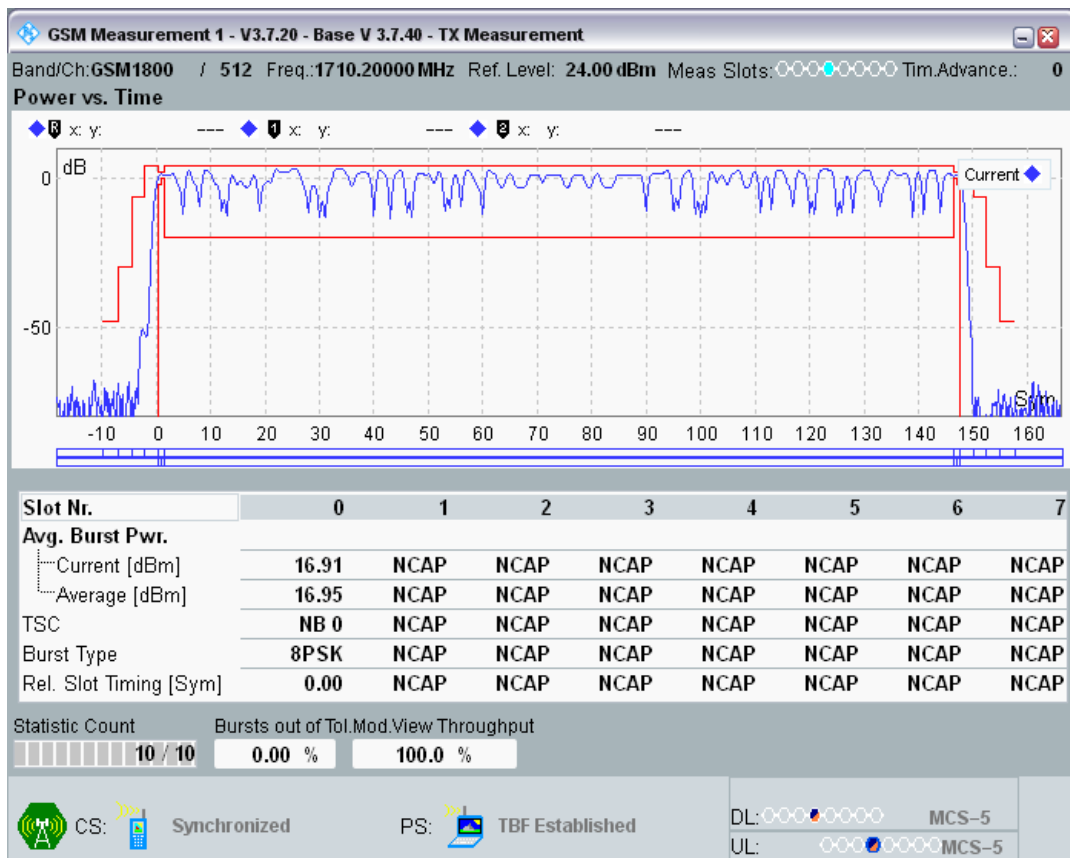 GSM Measurement 1 - V3.7.20 - Base V 3.7.40 - TX Measurement
Band/Ch:GSM1800 / 512 Freq.:1710.20000 MHz Ref. Level: 24.00 dBm Meas Slots: Tim.Advance.: 0
Power vs. Time
R x: y: --- 1 x: y: --- 2 x: y: ---
dB
Current
0
-50
Sym
-10 0 10 20 30 40 50 60 70 80 90 100 110 120 130 140 150 160
Slot Nr. 0 1 2 3 4 5 6 7
Avg. Burst Pwr.
Current [dBm] 16.91 NCAP NCAP NCAP NCAP NCAP NCAP NCAP
Average [dBm] 16.95 NCAP NCAP NCAP NCAP NCAP NCAP NCAP
TSC NB 0 NCAP NCAP NCAP NCAP NCAP NCAP NCAP
Burst Type 8PSK NCAP NCAP NCAP NCAP NCAP NCAP NCAP
Rel. Slot Timing [Sym] 0.00 NCAP NCAP NCAP NCAP NCAP NCAP NCAP
Statistic Count Bursts out of Tol. Mod.View Throughput
10 / 10 0.00 % 100.0 %
CS: Synchronized PS: TBF Established
DL: MCS-5
UL: MCS-5